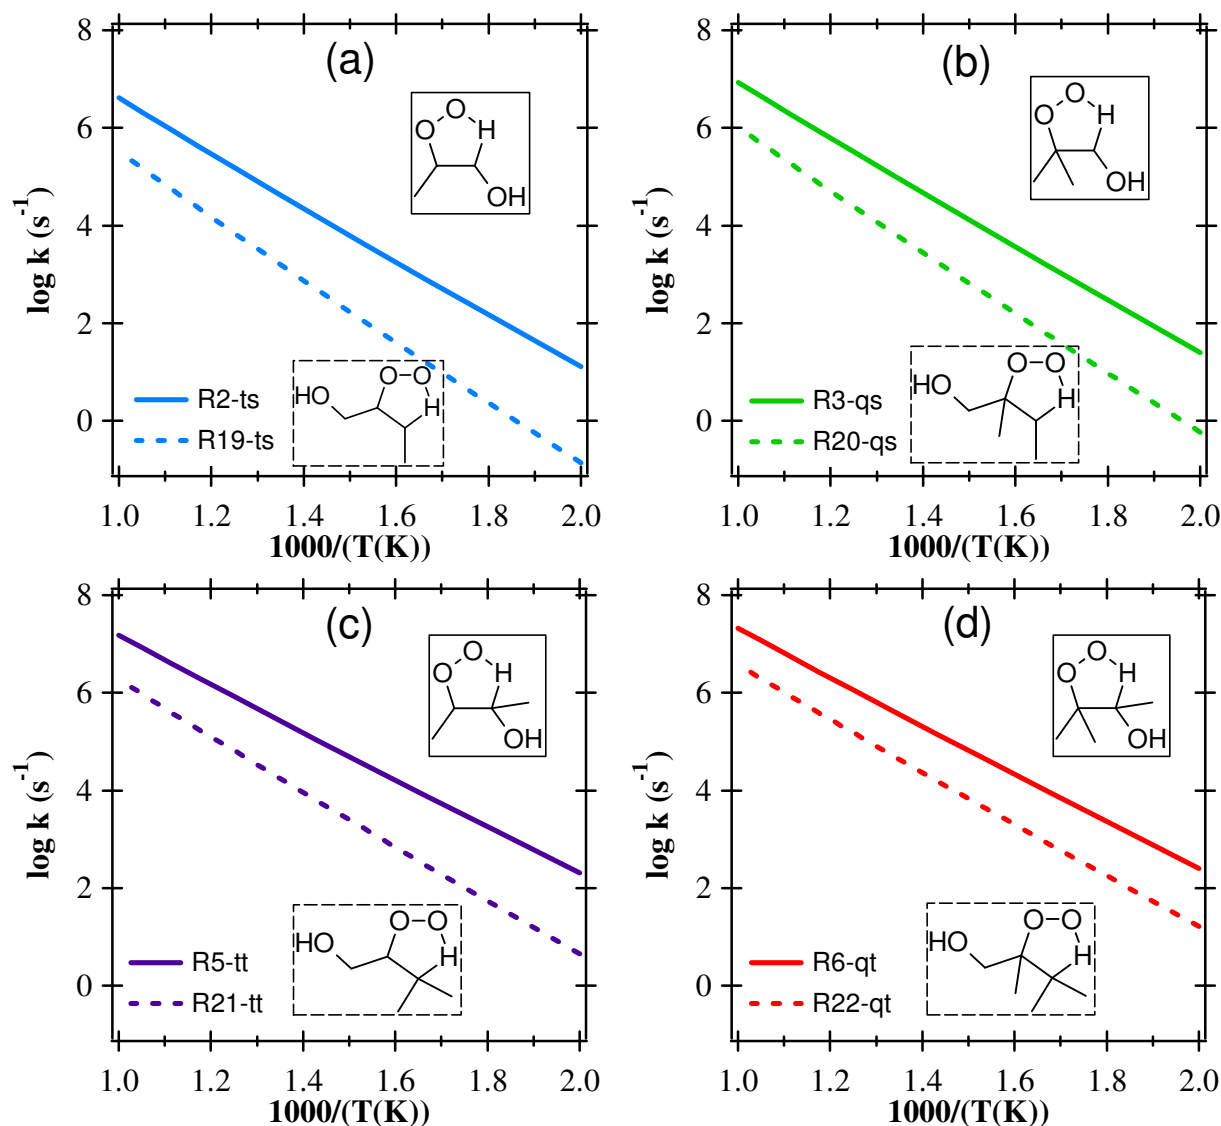 (a)
8
6
4
2
0
log k (s⁻¹)
O
O
H
OH
O–O
HO
H
R2-ts
R19-ts
1.0 1.2 1.4 1.6 1.8 2.0
1000/(T(K))
(b)
8
6
4
2
0
log k (s⁻¹)
O
O
H
OH
O–O
HO
H
R3-qs
R20-qs
1.0 1.2 1.4 1.6 1.8 2.0
1000/(T(K))
(c)
8
6
4
2
0
log k (s⁻¹)
O
O
H
OH
O–O
HO
H
R5-tt
R21-tt
1.0 1.2 1.4 1.6 1.8 2.0
1000/(T(K))
(d)
8
6
4
2
0
log k (s⁻¹)
O
O
H
OH
O–O
HO
H
R6-qt
R22-qt
1.0 1.2 1.4 1.6 1.8 2.0
1000/(T(K))